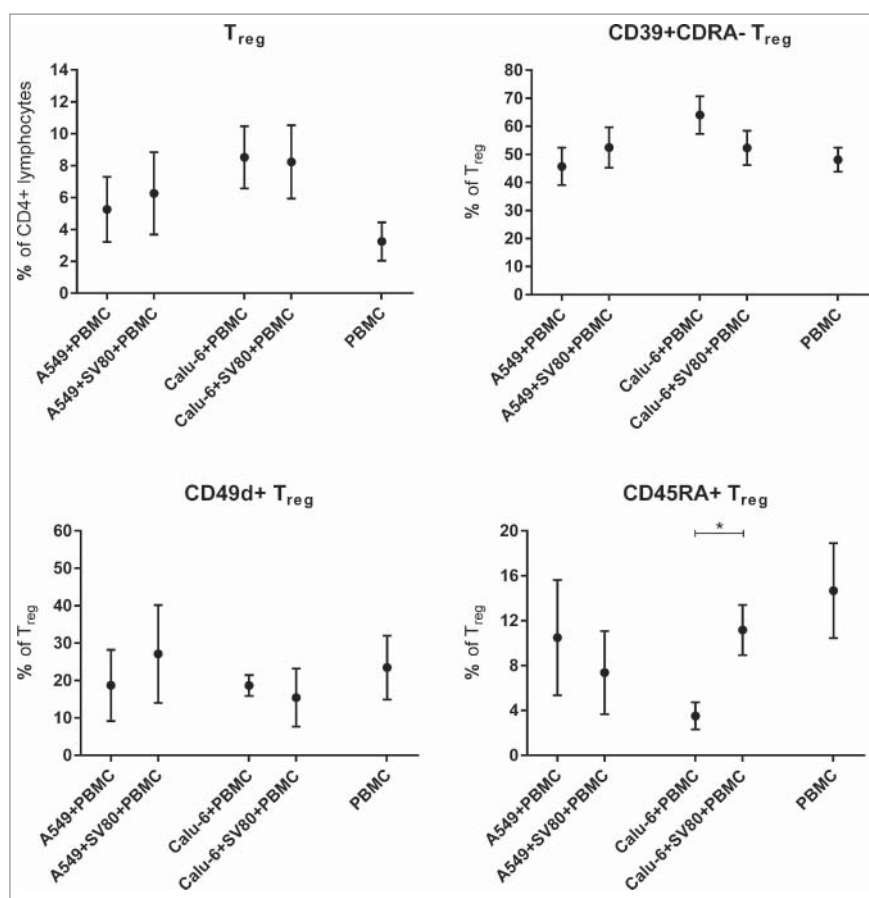 Treg
% of CD4+ lymphocytes
14
12
10
8
6
4
2
0
A549+PBMC
A549+SV80+PBMC
Calu-6+PBMC
Calu-6+SV80+PBMC
PBMC
CD39+CDRA- Treg
% of Treg
80
70
60
50
40
30
20
10
0
A549+PBMC
A549+SV80+PBMC
Calu-6+PBMC
Calu-6+SV80+PBMC
PBMC
CD49d+ Treg
% of Treg
60
50
40
30
20
10
0
A549+PBMC
A549+SV80+PBMC
Calu-6+PBMC
Calu-6+SV80+PBMC
PBMC
CD45RA+ Treg
% of Treg
20
16
12
8
4
0
*
A549+PBMC
A549+SV80+PBMC
Calu-6+PBMC
Calu-6+SV80+PBMC
PBMC